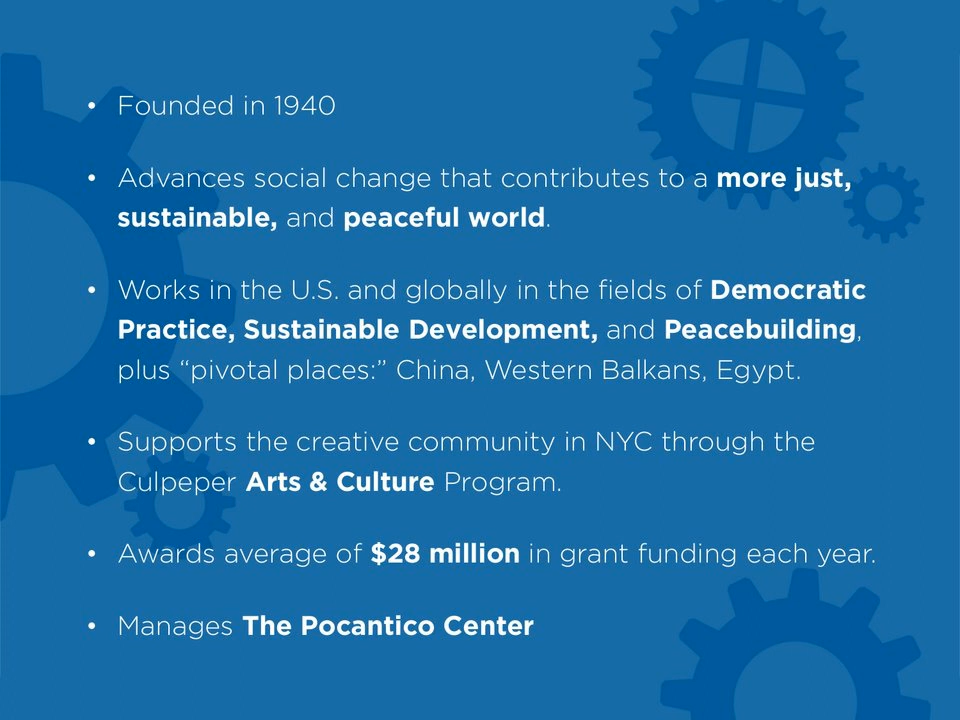 • Founded in 1940
• Advances social change that contributes to a more just,
sustainable, and peaceful world.
• Works in the U.S. and globally in the fields of Democratic
Practice, Sustainable Development, and Peacebuilding,
plus “pivotal places:” China, Western Balkans, Egypt.
• Supports the creative community in NYC through the
Culpeper Arts & Culture Program.
• Awards average of $28 million in grant funding each year.
• Manages The Pocantico Center